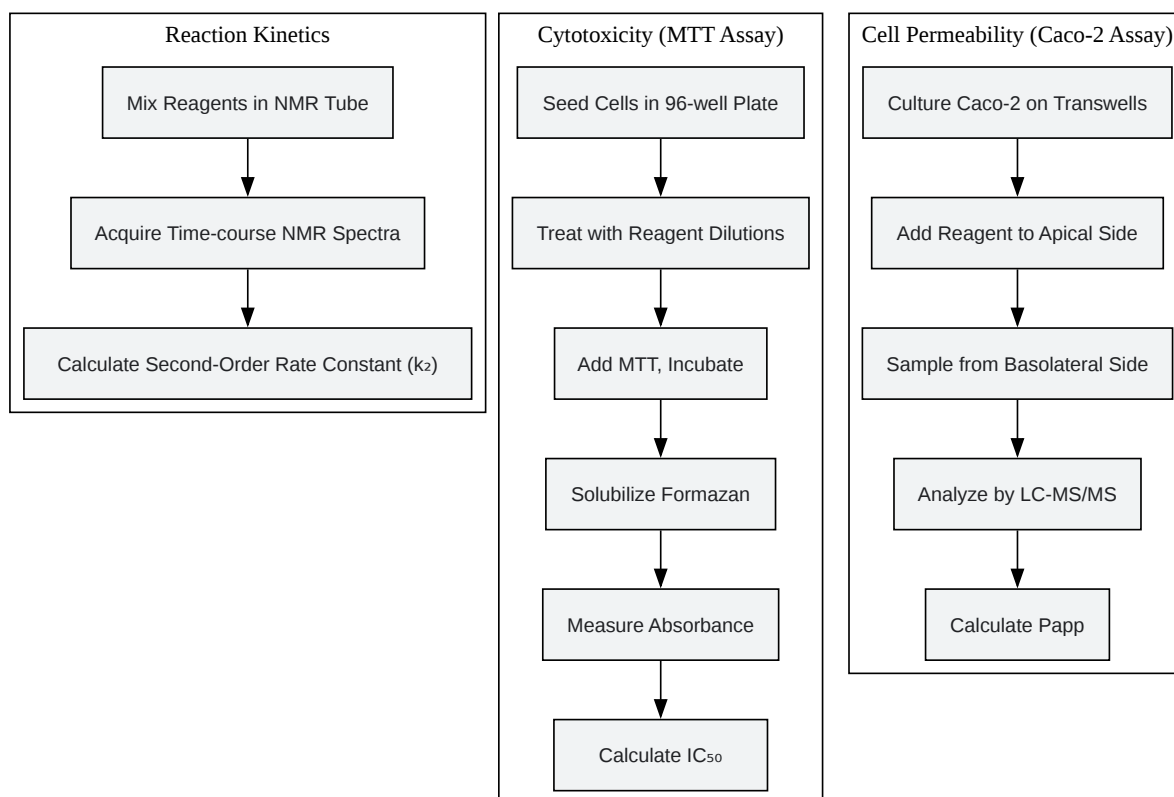 Reaction Kinetics
Mix Reagents in NMR Tube
Acquire Time-course NMR Spectra
Calculate Second-Order Rate Constant (k₂)
Cytotoxicity (MTT Assay)
Seed Cells in 96-well Plate
Treat with Reagent Dilutions
Add MTT, Incubate
Solubilize Formazan
Measure Absorbance
Calculate IC₅₀
Cell Permeability (Caco-2 Assay)
Culture Caco-2 on Transwells
Add Reagent to Apical Side
Sample from Basolateral Side
Analyze by LC-MS/MS
Calculate Papp